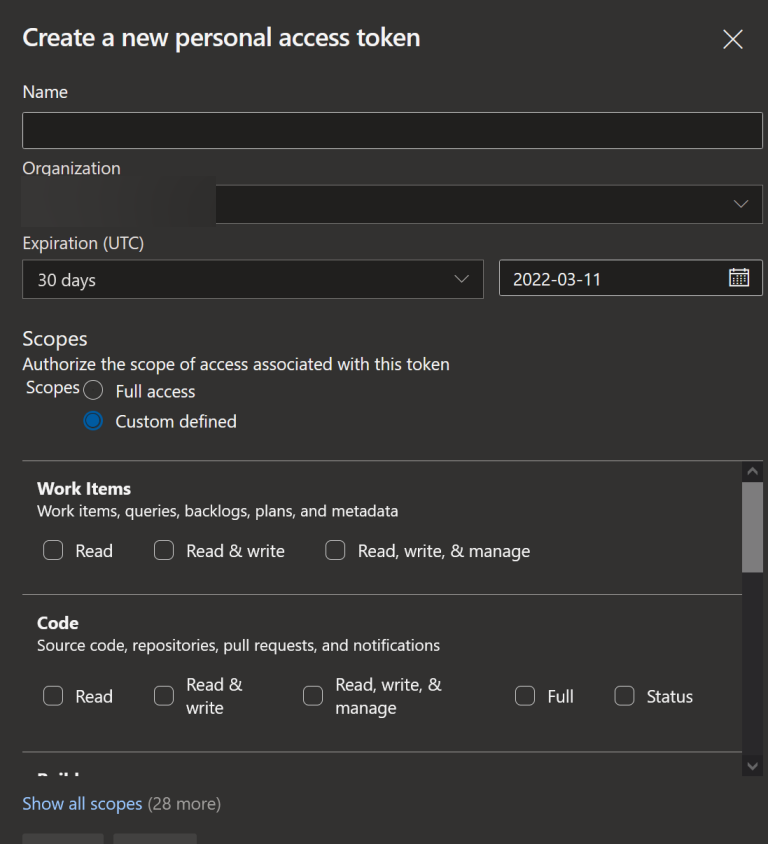 Create a new personal access token
Name
Organization
Expiration (UTC)
30 days
2022-03-11
Scopes
Authorize the scope of access associated with this token
Scopes
Full access
Custom defined
Work Items
Work items, queries, backlogs, plans, and metadata
Read
Read & write
Read, write, & manage
Code
Source code, repositories, pull requests, and notifications
Read
Read &
write
Read, write, &
manage
Full
Status
Show all scopes (28 more)